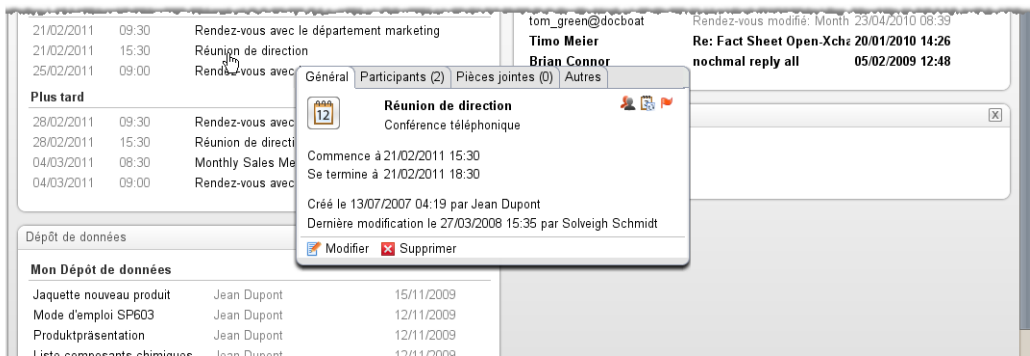 21/02/2011 09:30 Rendez-vous avec le département marketing
21/02/2011 15:30 Réunion de direction
25/02/2011 09:00 Rendez-vous avec
Plus tard
28/02/2011 09:30 Rendez-vous avec
28/02/2011 15:30 Réunion de directi
04/03/2011 08:30 Monthly Sales Me
04/03/2011 09:00 Rendez-vous avec
tom_green@docboat Rendez-vous modifié: Month 23/04/2010 08:39
Timo Meier Re: Fact Sheet Open-Xcha 20/01/2010 14:26
Brian Connor nochmal reply all 05/02/2009 12:48
Général Participants (2) Pièces jointes (0) Autres
12 Réunion de direction
Conférence téléphonique
Commence à 21/02/2011 15:30
Se termine à 21/02/2011 18:30
Créé le 13/07/2007 04:19 par Jean Dupont
Dernière modification le 27/03/2008 15:35 par Solveigh Schmidt
Modifier Supprimer
Dépôt de données
Mon Dépôt de données
Jaquette nouveau produit Jean Dupont 15/11/2009
Mode d'emploi SP603 Jean Dupont 12/11/2009
Produktpräsentation Jean Dupont 12/11/2009
Liste composants chimiques Jean Dupont 12/11/2009